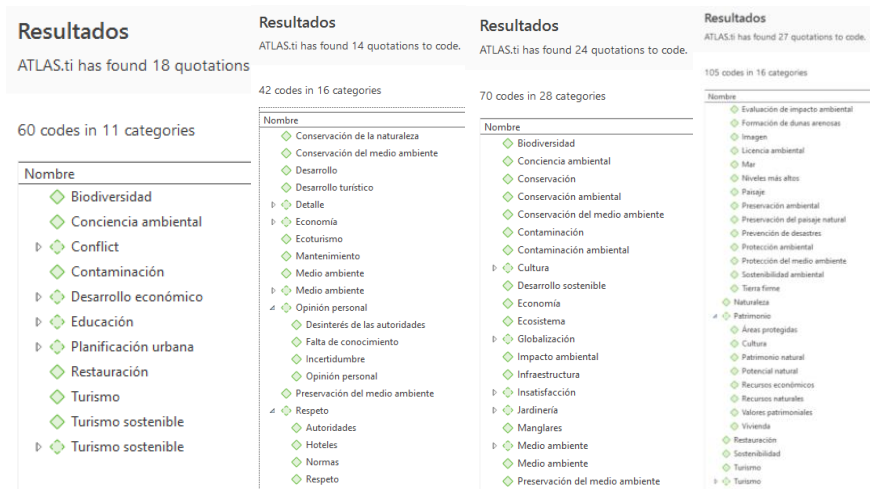 Resultados
ATLAS.ti has found 18 quotations
60 codes in 11 categories
Nombre
Biodiversidad
Conciencia ambiental
Conflict
Contaminación
Desarrollo económico
Educación
Planificación urbana
Restauración
Turismo
Turismo sostenible
Turismo sostenible
Resultados
ATLAS.ti has found 14 quotations to code.
42 codes in 16 categories
Nombre
Conservación de la naturaleza
Conservación del medio ambiente
Desarrollo
Desarrollo turístico
Detalle
Economía
Ecoturismo
Mantenimiento
Medio ambiente
Medio ambiente
Opinión personal
Desinterés de las autoridades
Falta de conocimiento
Incertidumbre
Opinión personal
Preservación del medio ambiente
Respeto
Autoridades
Hoteles
Normas
Respeto
Resultados
ATLAS.ti has found 24 quotations to code.
70 codes in 28 categories
Nombre
Biodiversidad
Conciencia ambiental
Conservación
Conservación ambiental
Conservación del medio ambiente
Contaminación
Contaminación ambiental
Cultura
Desarrollo sostenible
Economía
Ecosistema
Globalización
Impacto ambiental
Infraestructura
Insatisfacción
Jardinería
Manglares
Medio ambiente
Medio ambiente
Preservación del medio ambiente
Resultados
ATLAS.ti has found 27 quotations to code.
105 codes in 16 categories
Nombre
Evaluación de impacto ambiental
Formación de dunas arenosas
Imagen
Licencia ambiental
Mar
Niveles más altos
Paisaje
Preservación ambiental
Preservación del paisaje natural
Prevención de desastres
Protección ambiental
Protección del medio ambiente
Sostenibilidad ambiental
Tierra firme
Naturaleza
Patrimonio
Áreas protegidas
Cultura
Patrimonio natural
Potencial natural
Recursos económicos
Recursos naturales
Valores patrimoniales
Vivienda
Restauración
Sostenibilidad
Turismo
Turismo